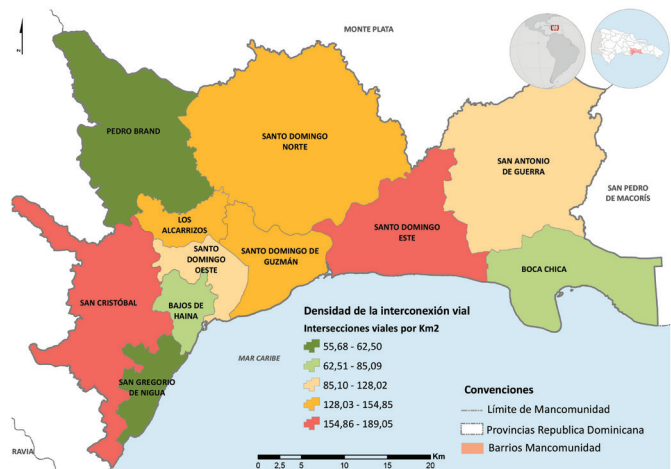 MONTE PLATA
z
PEDRO BRAND
SANTO DOMINGO
NORTE
SAN ANTONIO
DE GUERRA
SAN PEDRO
DE MACORÍS
LOS
ALCARRIZOS
SANTO DOMINGO
ESTE
SANTO
DOMINGO
OESTE
SANTO DOMINGO DE
GUZMÁN
BOCA CHICA
SAN CRISTÓBAL
BAJOS DE
HAINA
SAN GREGORIO
DE NIGUA
MAR CARIBE
RAVIA
Densidad de la interconexión vial
Intersecciones viales por Km2
55,68 - 62,50
62,51 - 85,09
85,10 - 128,02
128,03 - 154,85
154,86 - 189,05
Convenciones
Límite de Mancomunidad
Provincias Republica Dominicana
Barrios Mancomunidad
Km
0 2.5 5 10 15 20